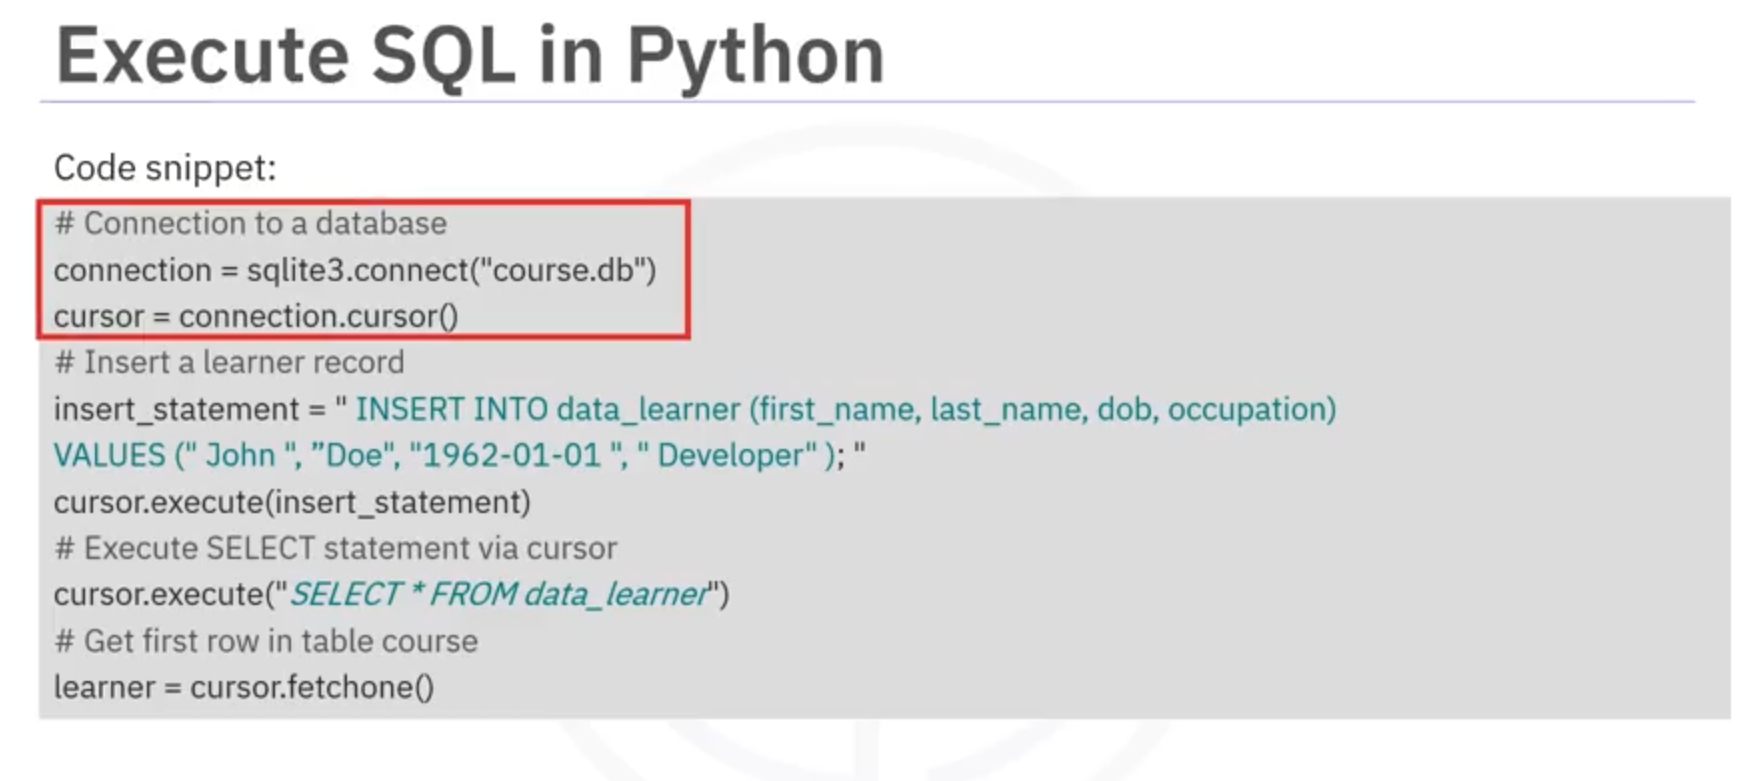 Execute SQL in Python
Code snippet:
# Connection to a database
connection = sqlite3.connect("course.db")
cursor = connection.cursor()
# Insert a learner record
insert_statement = " INSERT INTO data_learner (first_name, last_name, dob, occupation)
VALUES (" John ", ”Doe", "1962-01-01 ", " Developer" ); "
cursor.execute(insert_statement)
# Execute SELECT statement via cursor
cursor.execute("SELECT * FROM data_learner")
# Get first row in table course
learner = cursor.fetchone()